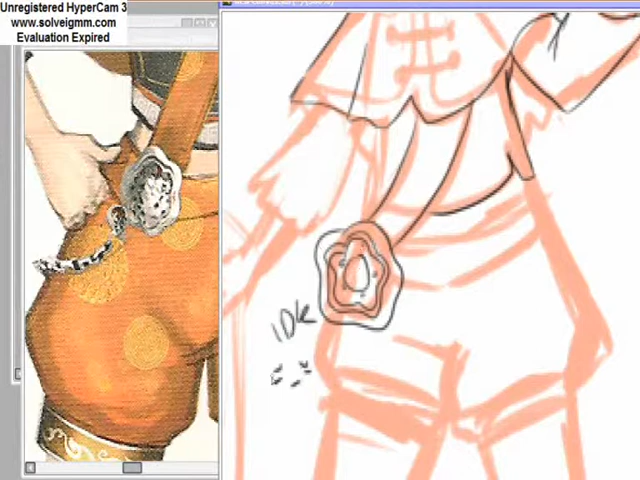 Unregistered HyperCam 3
www.solveigmm.com
Evaluation Expired
IDK